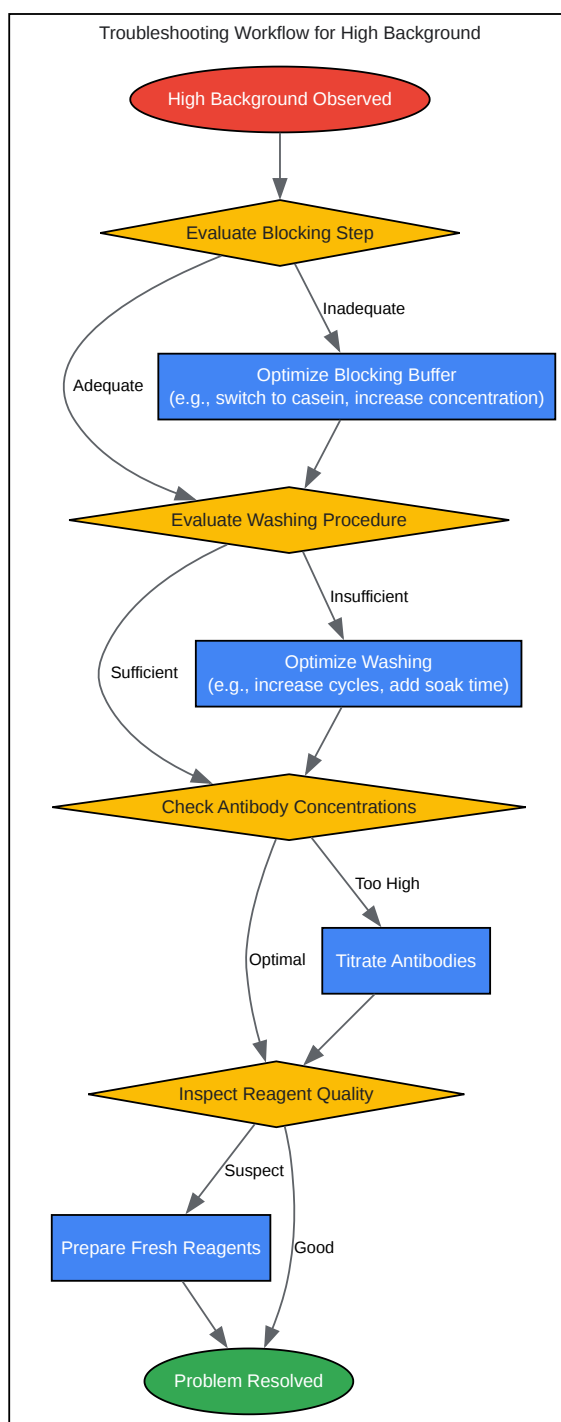 Troubleshooting Workflow for High Background
High Background Observed
Evaluate Blocking Step
Inadequate
Adequate
Optimize Blocking Buffer
(e.g., switch to casein, increase concentration)
Evaluate Washing Procedure
Insufficient
Sufficient
Optimize Washing
(e.g., increase cycles, add soak time)
Check Antibody Concentrations
Too High
Optimal
Titrate Antibodies
Inspect Reagent Quality
Suspect
Good
Prepare Fresh Reagents
Problem Resolved